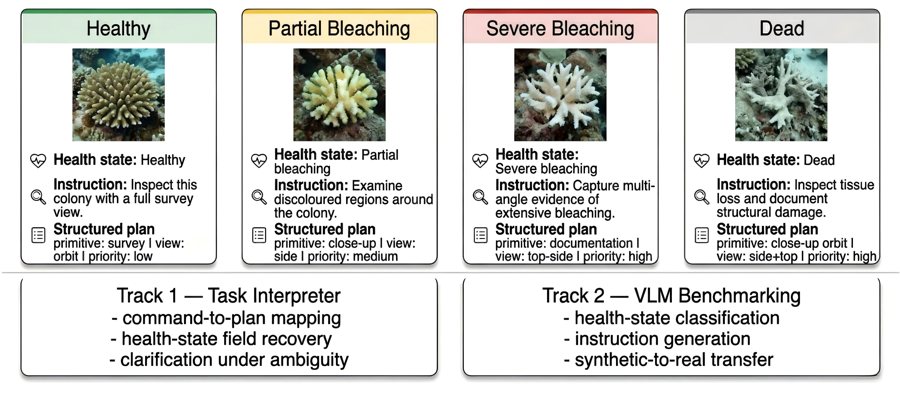 Healthy
Health state: Healthy
Instruction: Inspect this
colony with a full survey
view.
Structured plan
primitive: survey | view:
orbit | priority: low
Partial Bleaching
Health state: Partial
bleaching
Instruction: Examine
discoloured regions around
the colony.
Structured plan
primitive: close-up | view:
side | priority: medium
Severe Bleaching
Health state:
Severe bleaching
Instruction: Capture multi-
angle evidence of
extensive bleaching.
Structured plan
primitive: documentation |
view: top-side | priority: high
Dead
Health state: Dead
Instruction: Inspect tissue
loss and document
structural damage.
Structured plan
primitive: close-up orbit |
view: side+top | priority: high
Track 1 — Task Interpreter
- command-to-plan mapping
- health-state field recovery
- clarification under ambiguity
Track 2 — VLM Benchmarking
- health-state classification
- instruction generation
- synthetic-to-real transfer